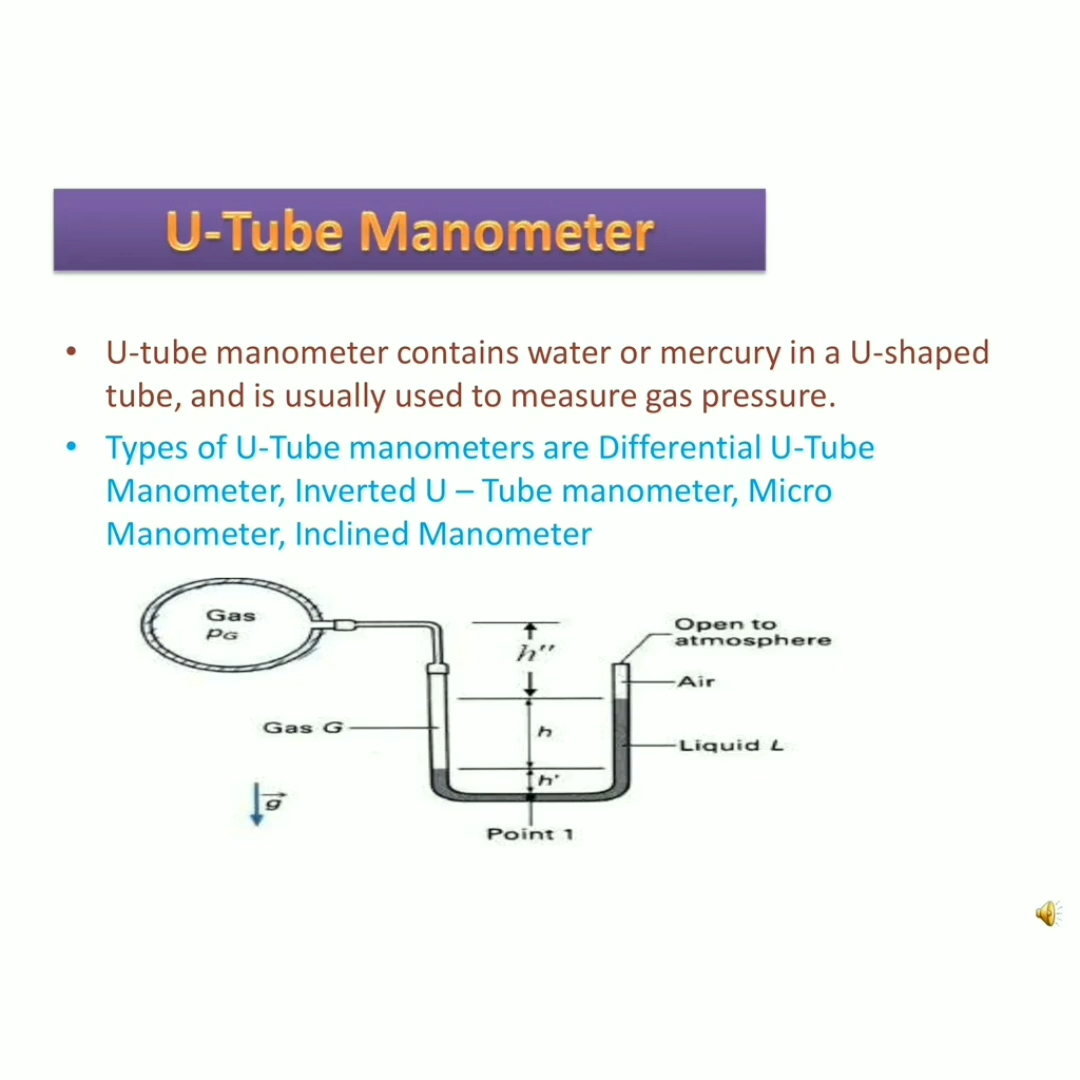 U-Tube Manometer
• U-tube manometer contains water or mercury in a U-shaped
tube, and is usually used to measure gas pressure.
• Types of U-Tube manometers are Differential U-Tube
Manometer, Inverted U – Tube manometer, Micro
Manometer, Inclined Manometer
Gas
PG
h''
Open to
atmosphere
Air
Gas G
h
Liquid L
h'
g
Point 1